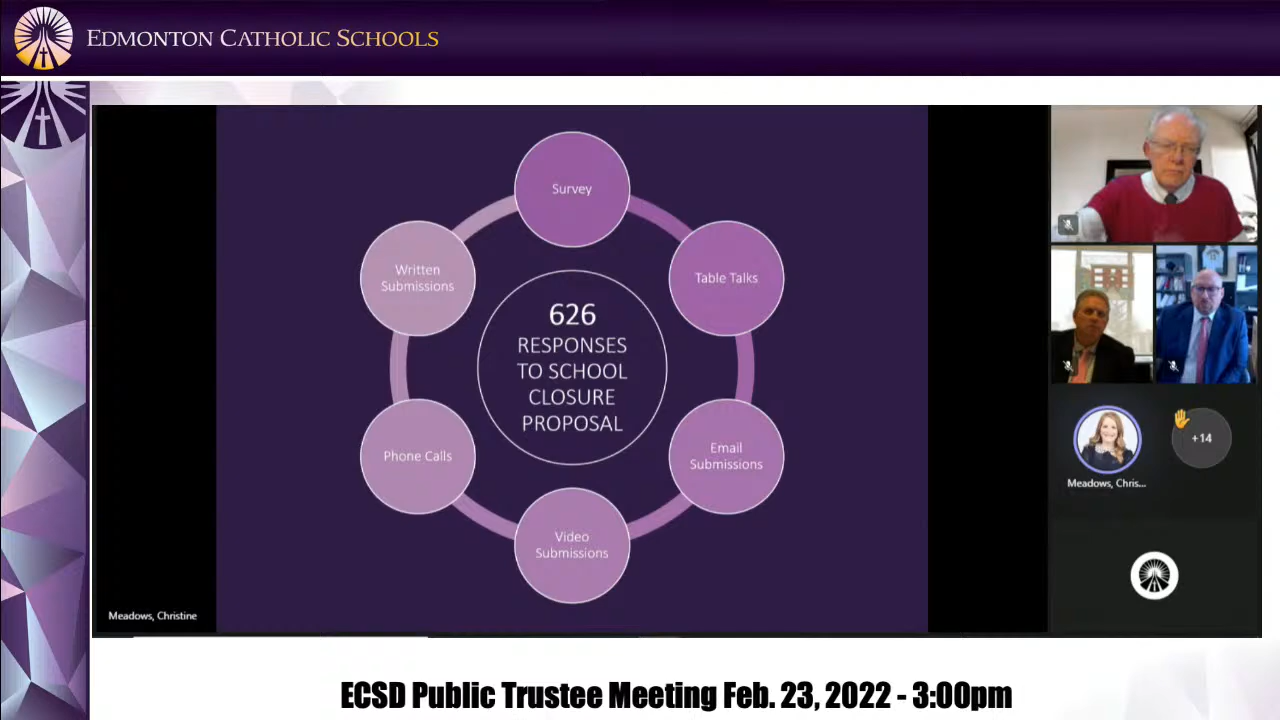 EDMONTON CATHOLIC SCHOOLS
Survey
Written
Submissions
Table Talks
626
RESPONSES
TO SCHOOL
CLOSURE
PROPOSAL
Phone Calls
Email
Submissions
Video
Submissions
Meadows, Christine
+14
Meadows, Chris...
ECSD Public Trustee Meeting Feb. 23, 2022 - 3:00pm